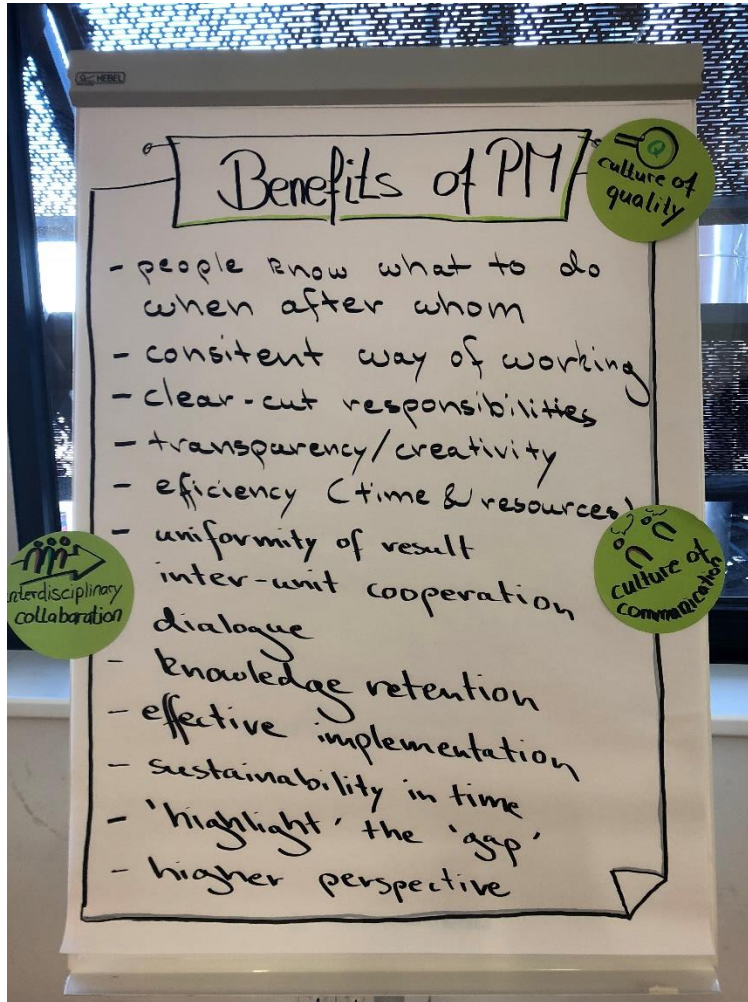 HEBEL
Benefits of PM
Q
culture of
quality
- people know what to do
when after whom
- consitent way of working
- clear-cut responsibilities
- transparency/creativity
- eficiency (time & resources)
- uniformity of result
inter-unit cooperation
dialogue
- knowledge retention
- effective implementation
- sustainability in time
- 'highlight' the 'gap'
- higher perspective
interdisciplinary
collaboration
culture of
communication